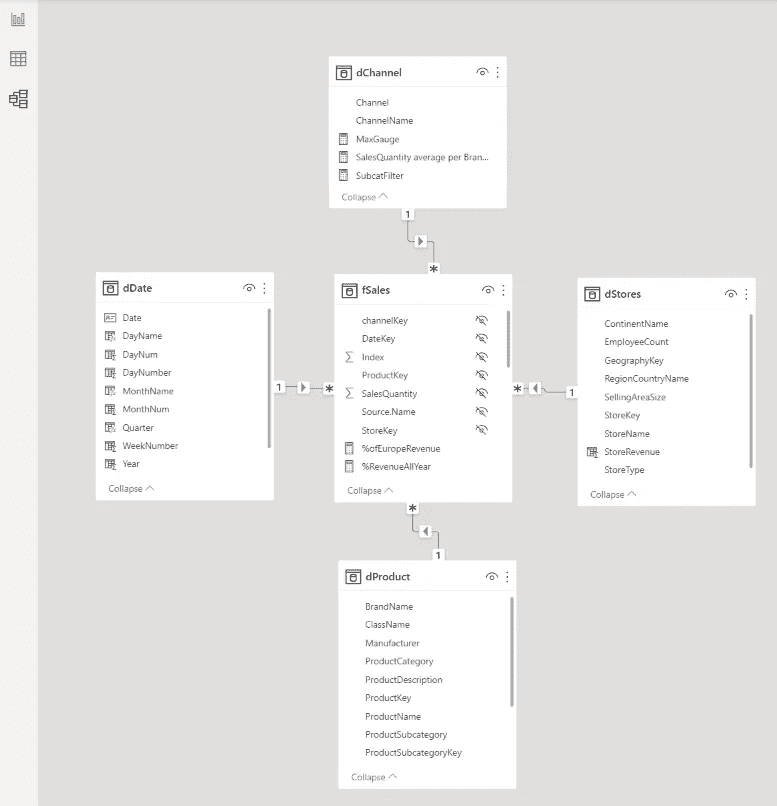 dChannel
Channel
ChannelName
MaxGauge
SalesQuantity average per Bran...
SubcatFilter
Collapse
1
*
dDate
Date
DayName
DayNum
DayNumber
MonthName
MonthNum
Quarter
WeekNumber
Year
Collapse
1
*
fSales
channelKey
DateKey
Index
ProductKey
SalesQuantity
Source.Name
StoreKey
%ofEuropeRevenue
%RevenueAllYear
Collapse
*
1
dStores
ContinentName
EmployeeCount
GeographyKey
RegionCountryName
SellingAreaSize
StoreKey
StoreName
StoreRevenue
StoreType
Collapse
*
1
dProduct
BrandName
ClassName
Manufacturer
ProductCategory
ProductDescription
ProductKey
ProductName
ProductSubcategory
ProductSubcategoryKey
Collapse